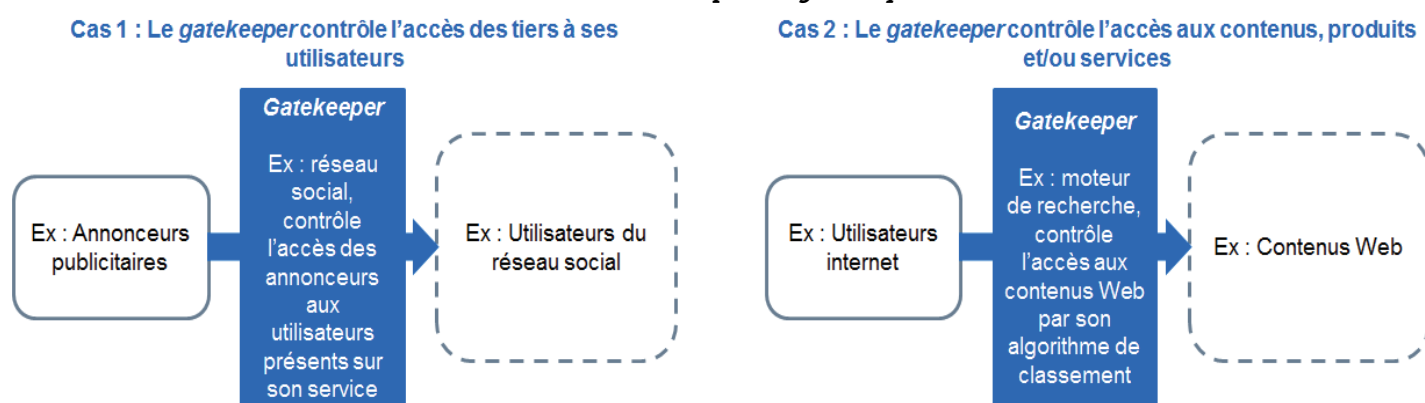 Cas 1 : Le gatekeeper contrôle l'accès des tiers à ses
utilisateurs
Gatekeeper
Ex : réseau
social,
contrôle
l'accès des
annonceurs
aux
utilisateurs
présents sur
son service
Ex : Annonceurs
publicitaires
Ex : Utilisateurs du
réseau social
Cas 2 : Le gatekeeper contrôle l'accès aux contenus, produits
et/ou services
Gatekeeper
Ex : moteur
de recherche,
contrôle
l'accès aux
contenus Web
par son
algorithme de
classement
Ex : Utilisateurs
internet
Ex : Contenus Web